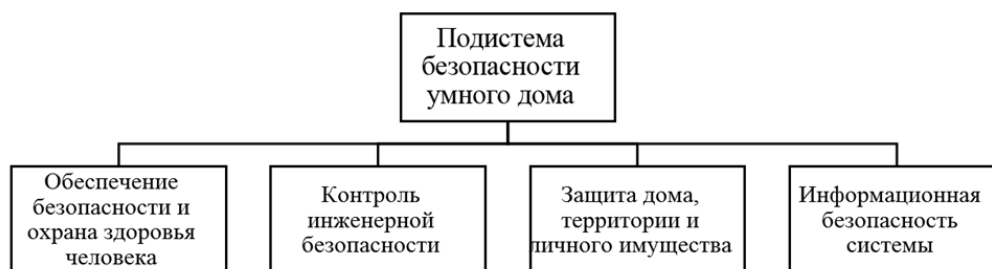 Подистема
безопасности
умного дома
Обеспечение
безопасности и
охрана здоровья
человека
Контроль
инженерной
безопасности
Защита дома,
территории и
личного имущества
Информационная
безопасность
системы